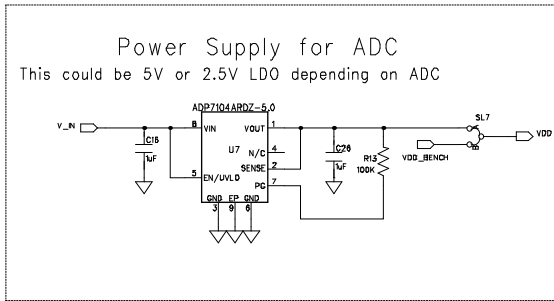 Power Supply for ADC
This could be 5V or 2.5V LDO depending on ADC
ADP7104ARDZ-5.0
V_IN
8 VIN
VOUT 1
SL7
VDD
C15
1uF
U7
N/C 4
C26
1uF
R13
100K
VDD_BENCH
SENSE 2
5 EN/UVLO
PG 7
GND EP GND
3 9 6